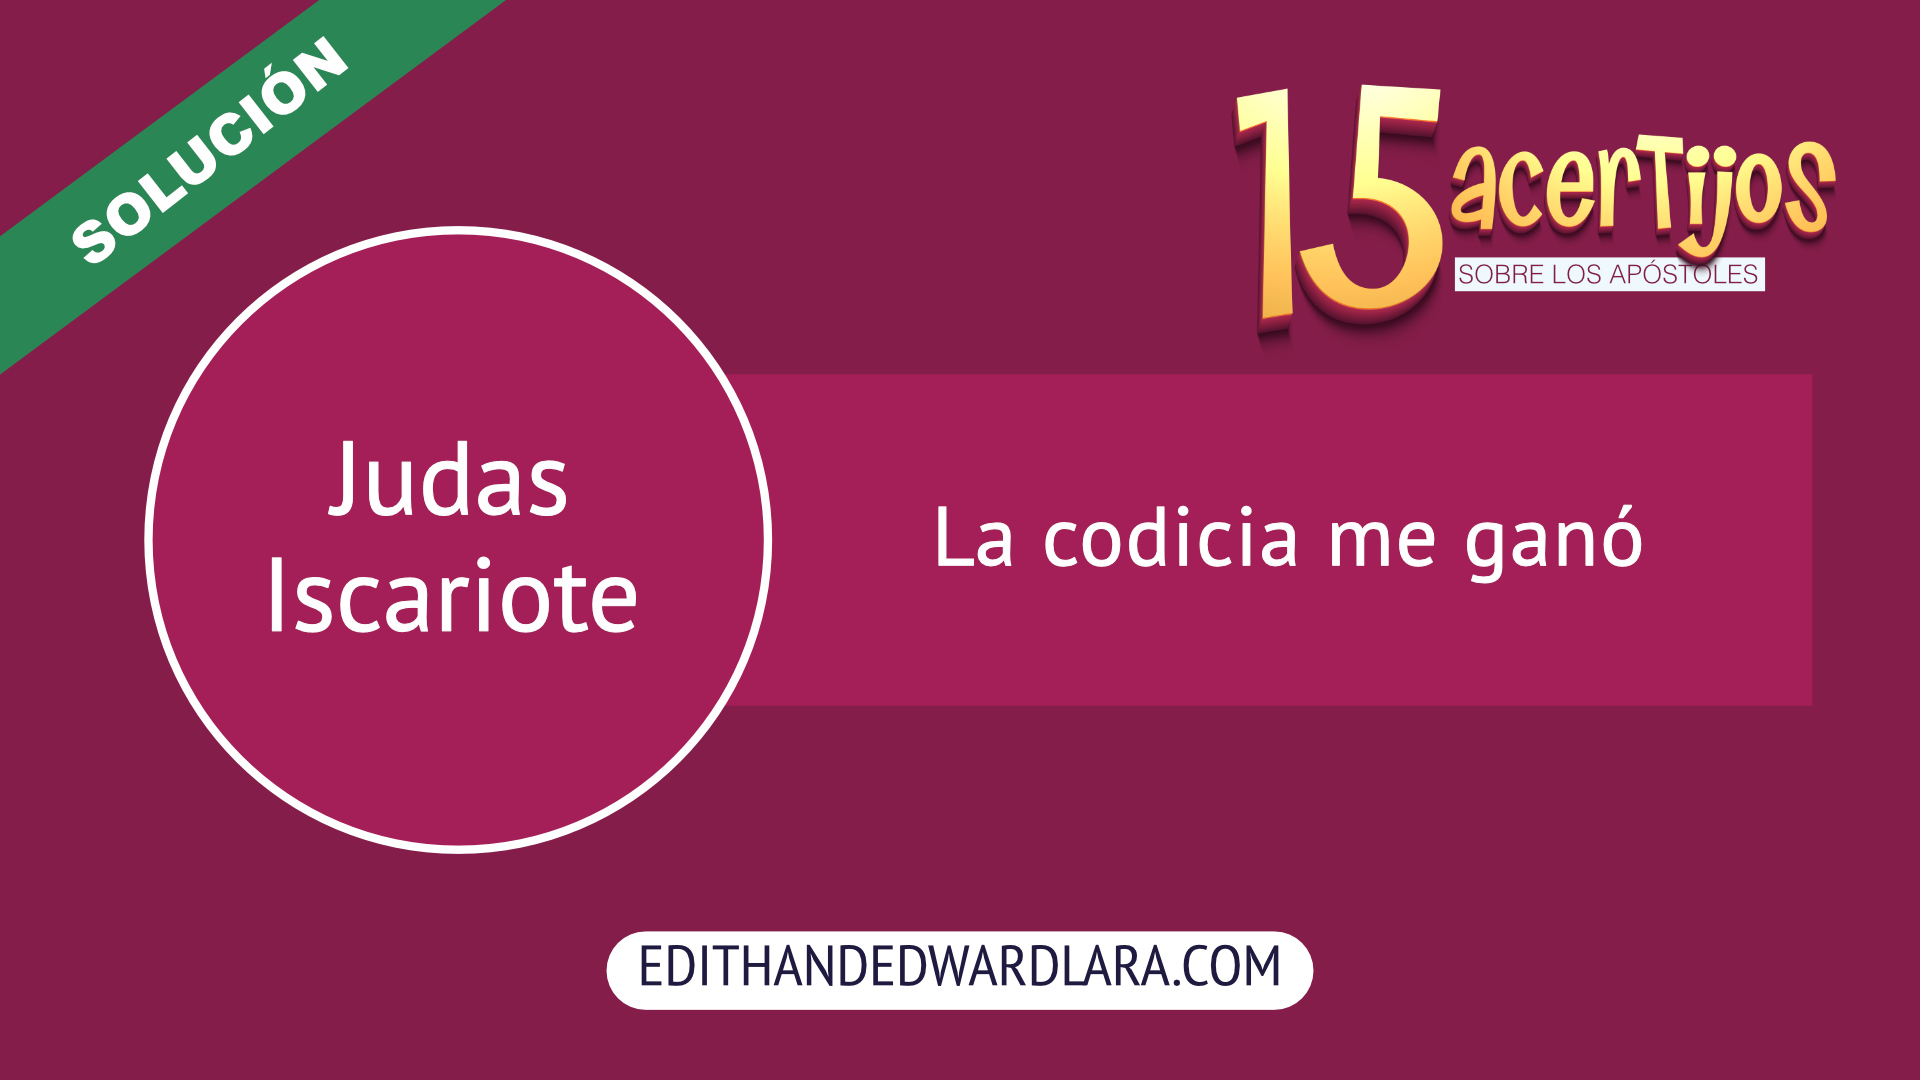 SOLUCIÓN
15 acerTijos
SOBRE LOS APÓSTOLES
Judas
Iscariote
La codicia me ganó
EDITHANDEDWARDLARA.COM